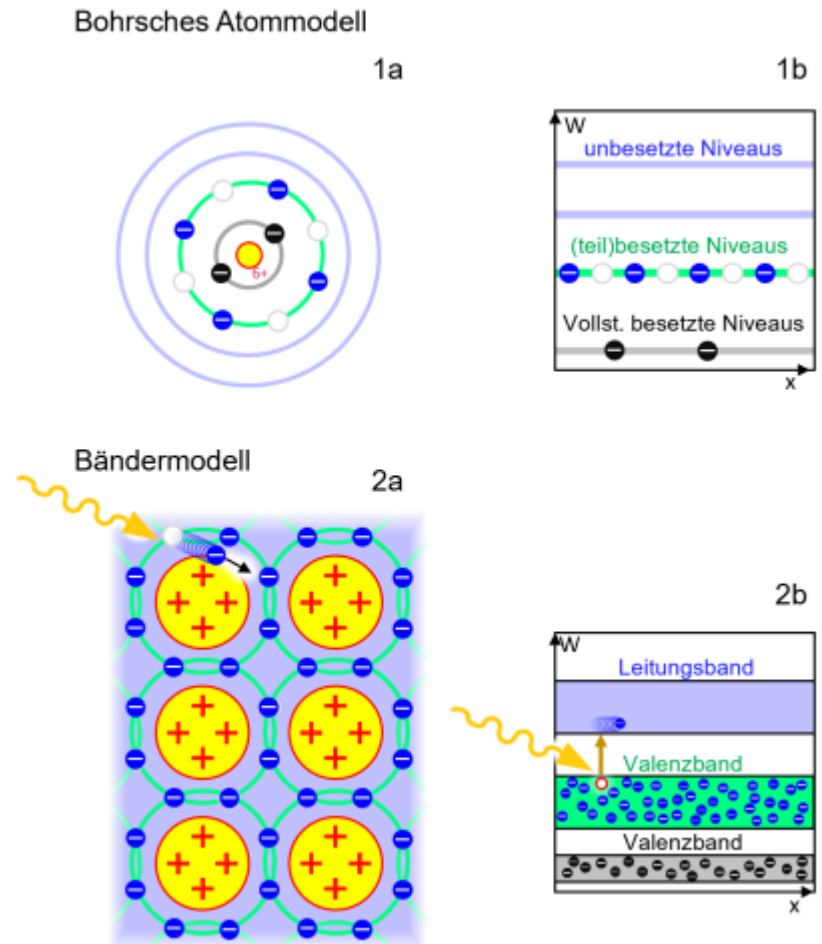 Bohrsches Atommodell
1a
1b
W
unbesetzte Niveaus
(teil)besetzte Niveaus
Vollst. besetzte Niveaus
x
6+
Bändermodell
2a
2b
W
Leitungsband
Valenzband
Valenzband
x